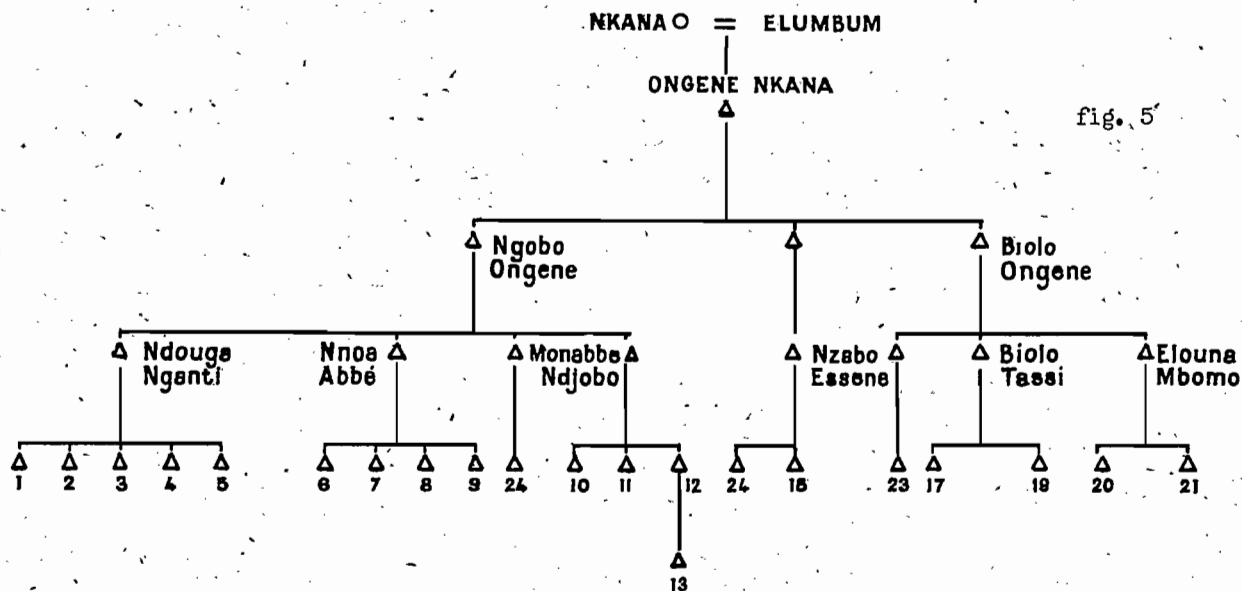 NKANA = ELUMBUM
ONGENE NKANA
fig. 5
Ngobo
Ongene
Biolo
Ongene
Ndouga
Nganti
Nnoa
Abbé
Monabba
Ndjobo
Nzabo
Essene
Biolo
Tassi
Elouna
Mbomo
1 2 3 4 5 6 7 8 9 24 10 11 12 24 15 23 17 19 20 21
13